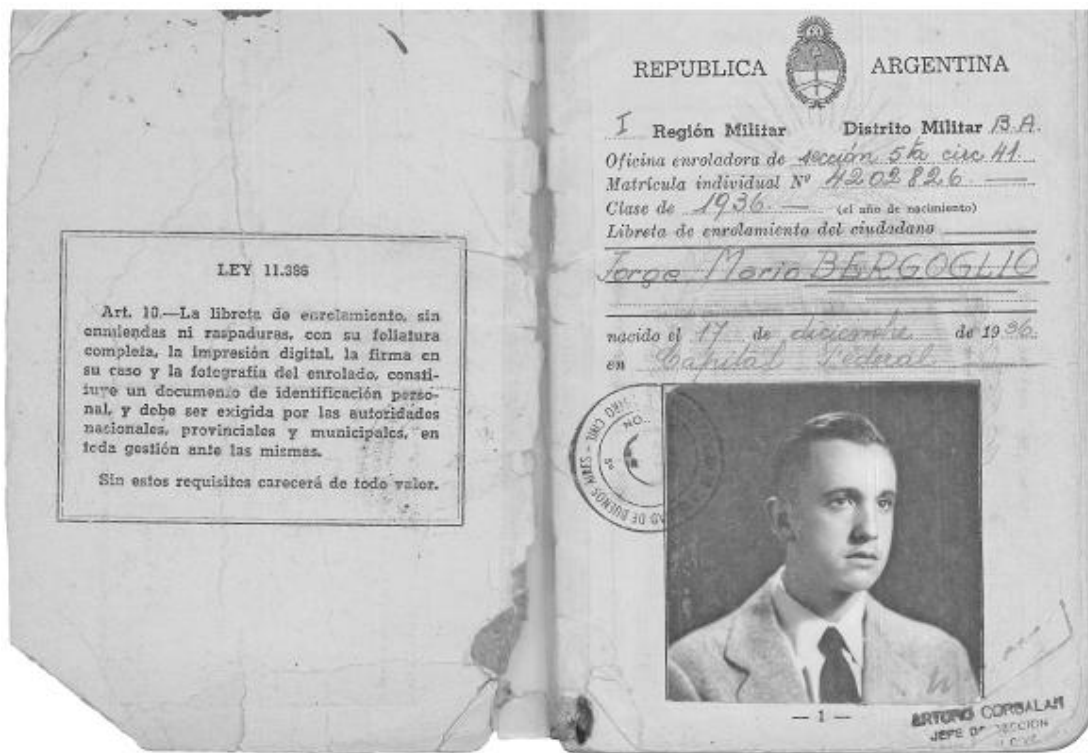 LEY 11.386
Art. 10.—La libreta de enrolamiento, sin
enmiendas ni raspaduras, con su foliatura
completa, la impresión digital, la firma en
su caso y la fotografía del enrolado, consti-
tuye un documento de identificación perso-
nal, y debe ser exigida por las autoridades
nacionales, provinciales y municipales, en
toda gestión ante las mismas.
Sin estos requisitos carecerá de todo valor.
REPUBLICA ARGENTINA
I Región Militar Distrito Militar B.A.
Oficina enroladora de sección 5ta circ 41.
Matrícula individual Nº 4202826 —
Clase de 1936. — (el año de nacimiento)
Libreta de enrolamiento del ciudadano
Jorge Mario BERGOGLIO
nacido el 17 de diciembre de 1936.
en Capital Federal
AD DE BUENOS AIRES - CIVIL
— 1 —
ARTURO CORBALAN
JEFE DE SECCION